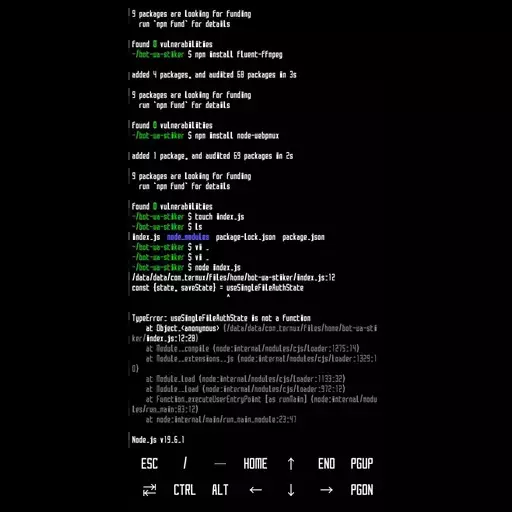 9 packages are looking for funding
run `npm fund` for details
found 0 vulnerabilities
~/bot-wa-stiker $ npm install fluent-ffmpeg
added 4 packages, and audited 68 packages in 3s
9 packages are looking for funding
run `npm fund` for details
found 0 vulnerabilities
~/bot-wa-stiker $ npm install node-webpmux
added 1 package, and audited 69 packages in 2s
9 packages are looking for funding
run `npm fund` for details
found 0 vulnerabilities
~/bot-wa-stiker $ touch index.js
~/bot-wa-stiker $ ls
index.js node_modules package-lock.json package.json
~/bot-wa-stiker $ vi .
~/bot-wa-stiker $ vi .
~/bot-wa-stiker $ node index.js
/data/data/com.termux/files/home/bot-wa-stiker/index.js:12
const {state, saveState} = useSingleFileAuthState
^
TypeError: useSingleFileAuthState is not a function
at Object.<anonymous> (/data/data/com.termux/files/home/bot-wa-sti
ker/index.js:12:28)
at Module._compile (node:internal/modules/cjs/loader:1275:14)
at Module._extensions..js (node:internal/modules/cjs/loader:1329:1
0)
at Module.load (node:internal/modules/cjs/loader:1133:32)
at Module._load (node:internal/modules/cjs/loader:972:12)
at Function.executeUserEntryPoint [as runMain] (node:internal/modu
les/run_main:83:12)
at node:internal/main/run_main_module:23:47
Node.js v19.6.1
ESC / — HOME ↑ END PGUP
⇄ CTRL ALT ← ↓ → PGDN